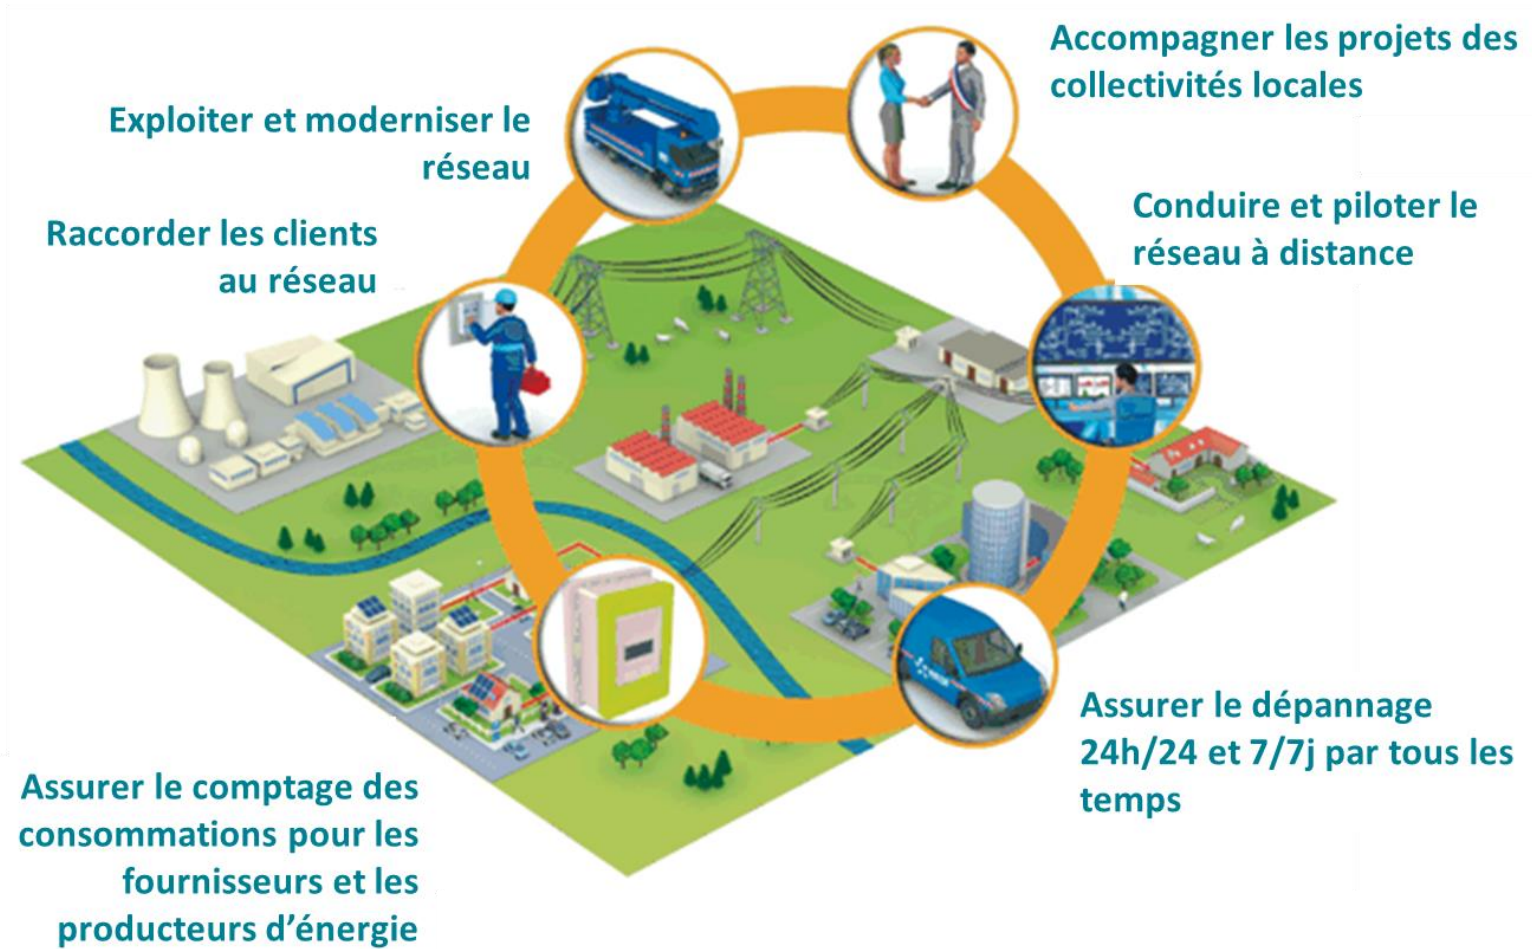 Accompagner les projets des
collectivités locales
Exploiter et moderniser le
réseau
Conduire et piloter le
réseau à distance
Raccorder les clients
au réseau
Assurer le dépannage
24h/24 et 7/7j par tous les
temps
Assurer le comptage des
consommations pour les
fournisseurs et les
producteurs d’énergie